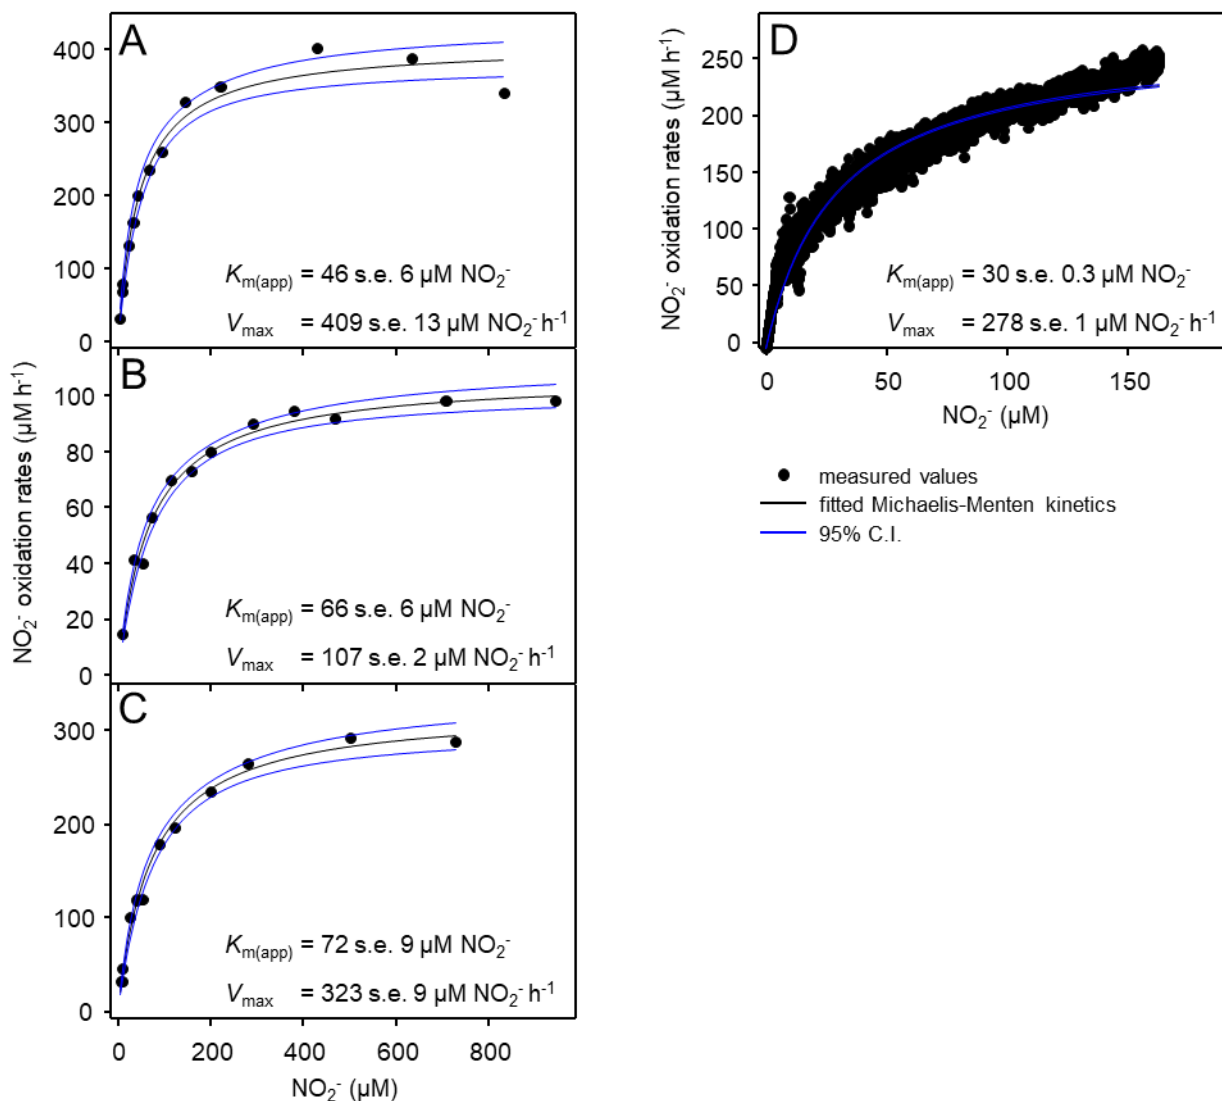 A
400
300
200
100
0
Km(app) = 46 s.e. 6 µM NO2-
Vmax = 409 s.e. 13 µM NO2- h-1
B
100
80
60
40
20
0
Km(app) = 66 s.e. 6 µM NO2-
Vmax = 107 s.e. 2 µM NO2- h-1
C
300
200
100
0
Km(app) = 72 s.e. 9 µM NO2-
Vmax = 323 s.e. 9 µM NO2- h-1
0 200 400 600 800
NO2- (µM)
NO2- oxidation rates (µM h-1)
D
250
200
150
100
50
0
NO2- oxidation rates (µM h-1)
Km(app) = 30 s.e. 0.3 µM NO2-
Vmax = 278 s.e. 1 µM NO2- h-1
0 50 100 150
NO2- (µM)
measured values
fitted Michaelis-Menten kinetics
95% C.I.